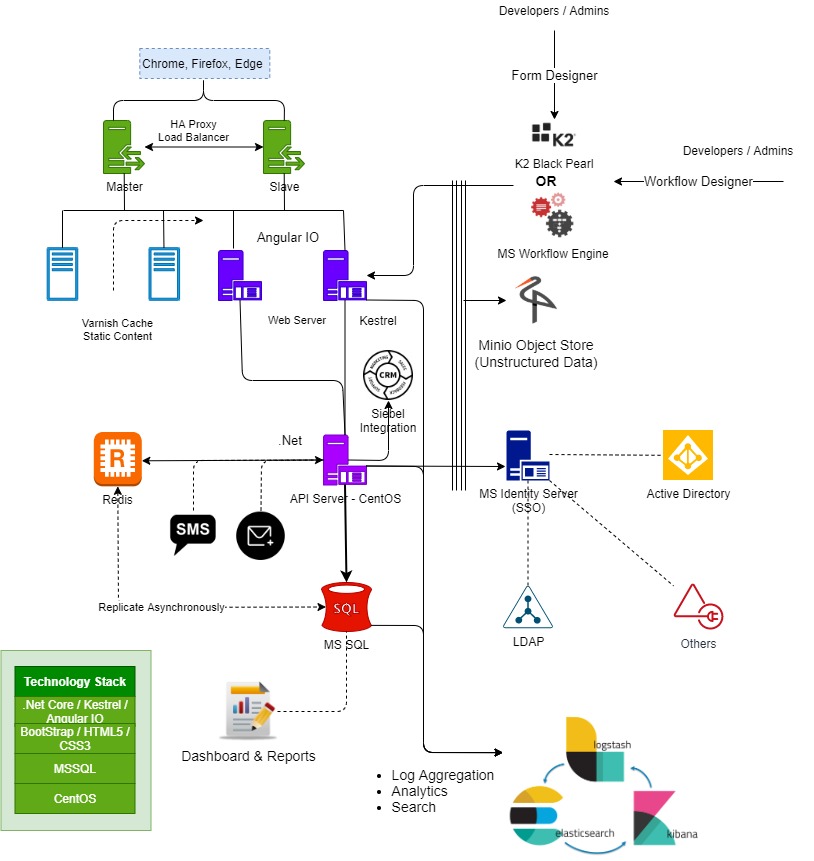 Developers / Admins
Chrome, Firefox, Edge
Form Designer
HA Proxy
Load Balancer
K2
K2 Black Pearl
Developers / Admins
Master
Slave
OR
Workflow Designer
Angular IO
MS Workflow Engine
Varnish Cache
Static Content
Web Server
Kestrel
Minio Object Store
(Unstructured Data)
CRM
Siebel
Integration
.Net
R
Redis
API Server - CentOS
MS Identity Server
(SSO)
Active Directory
SMS
SQL
Replicate Asynchronously
MS SQL
LDAP
Others
Technology Stack
.Net Core / Kestrel /
Angular IO
BootStrap / HTML5 /
CSS3
MSSQL
CentOS
Dashboard & Reports
• Log Aggregation
• Analytics
• Search
logstash
elasticsearch
kibana